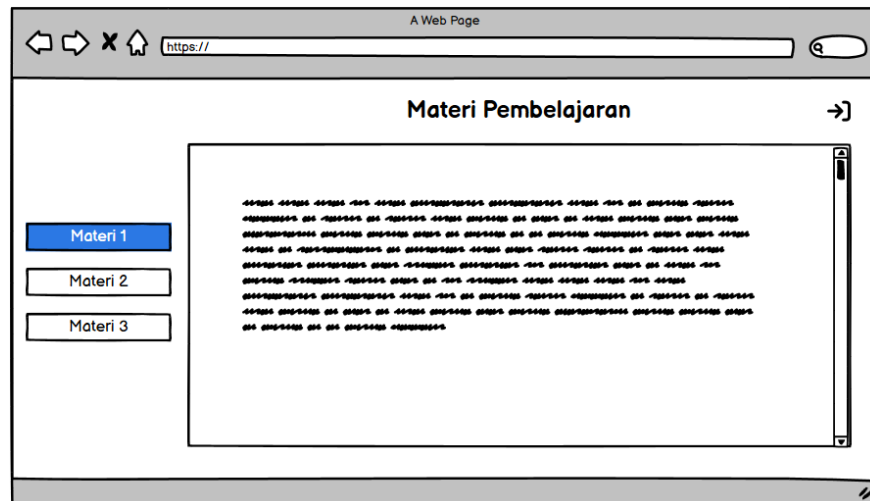 A Web Page
https://
Materi Pembelajaran
Materi 1
Materi 2
Materi 3